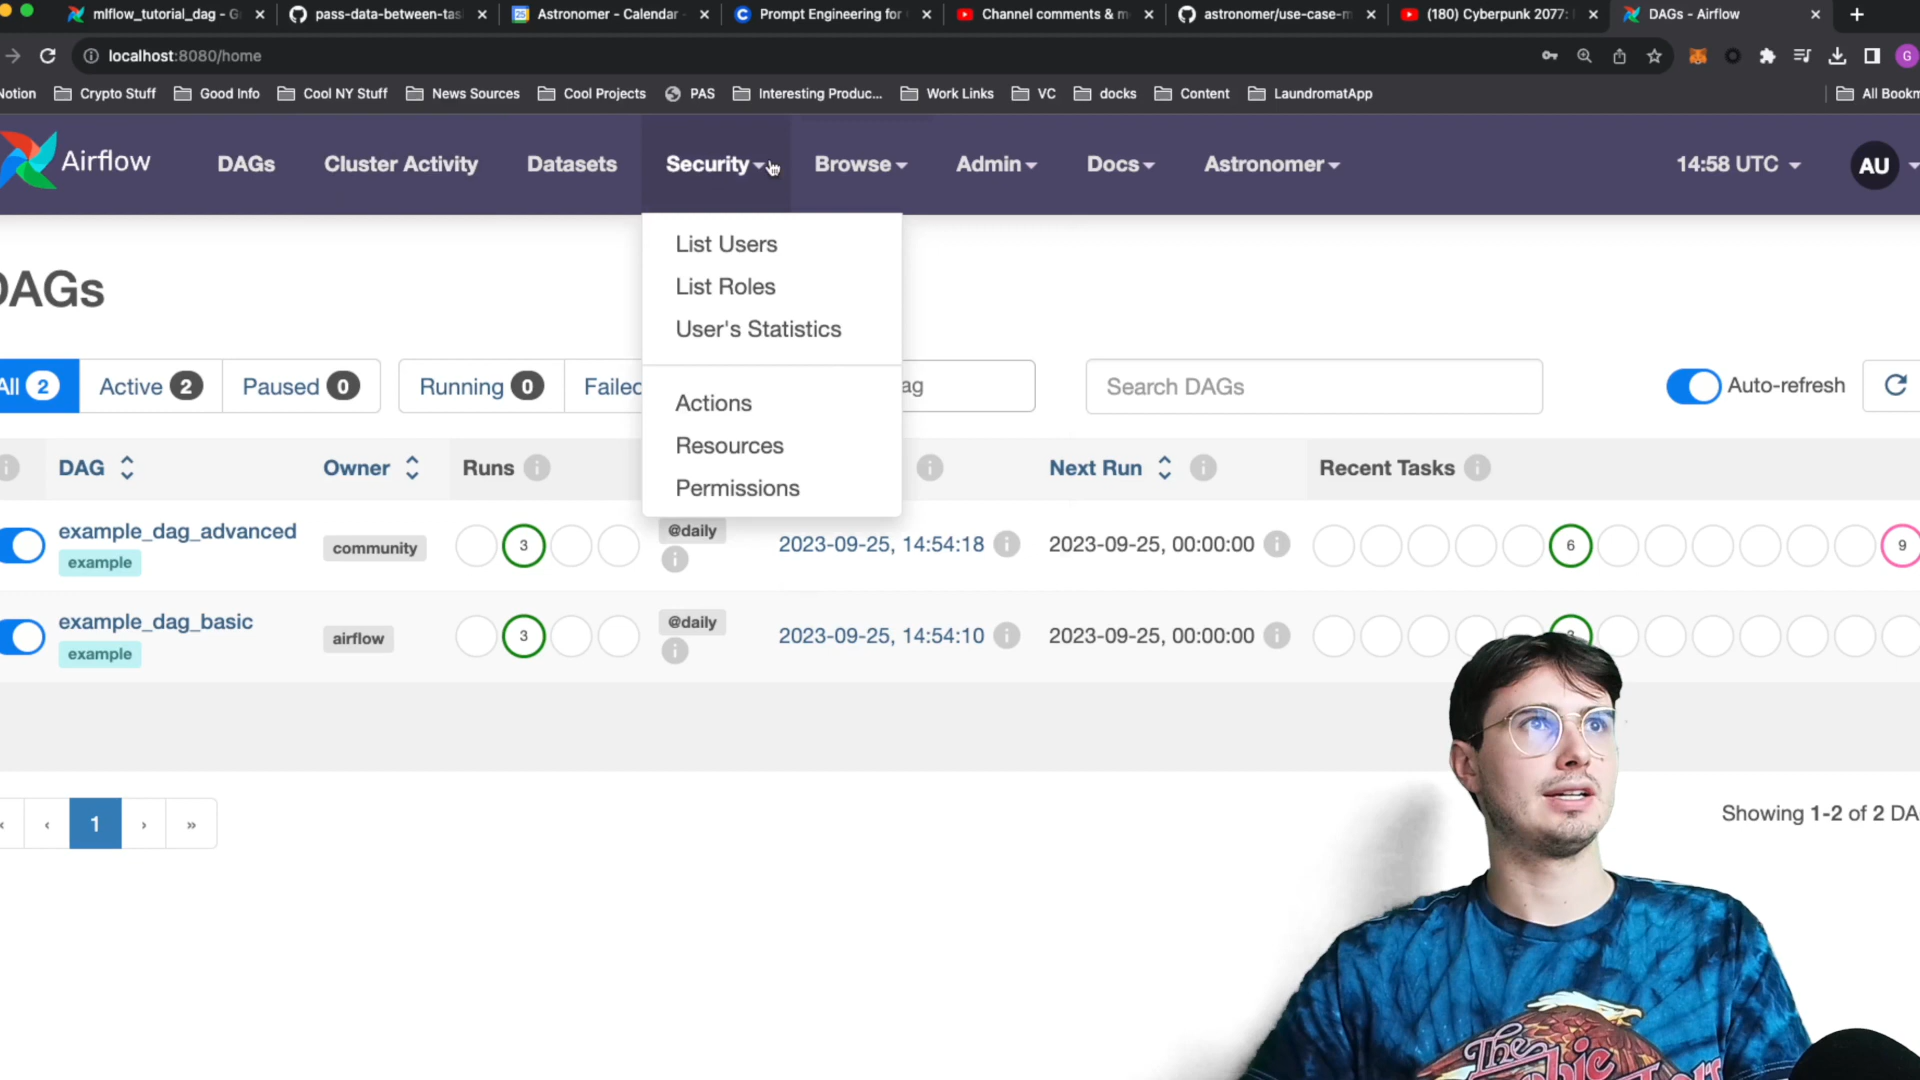 mlflow_tutorial_dag - G
pass-data-between-tas
Astronomer - Calendar
Prompt Engineering for
Channel comments & m
astronomer/use-case-m
(180) Cyberpunk 2077:
DAGs - Airflow
localhost:8080/home
G
Notion
Crypto Stuff
Good Info
Cool NY Stuff
News Sources
Cool Projects
PAS
Interesting Produc...
Work Links
VC
docks
Content
LaundromatApp
All Bookm
Airflow
DAGs
Cluster Activity
Datasets
Security
Browse
Admin
Docs
Astronomer
14:58 UTC
AU
List Users
List Roles
User's Statistics
Actions
Resources
Permissions
DAGs
All 2
Active 2
Paused 0
Running 0
Failed
ag
Search DAGs
Auto-refresh
DAG
Owner
Runs
Next Run
Recent Tasks
example_dag_advanced
example
community
3
@daily
2023-09-25, 14:54:18
2023-09-25, 00:00:00
6
9
example_dag_basic
example
airflow
3
@daily
2023-09-25, 14:54:10
2023-09-25, 00:00:00
« ‹ 1 › »
Showing 1-2 of 2 DA
The